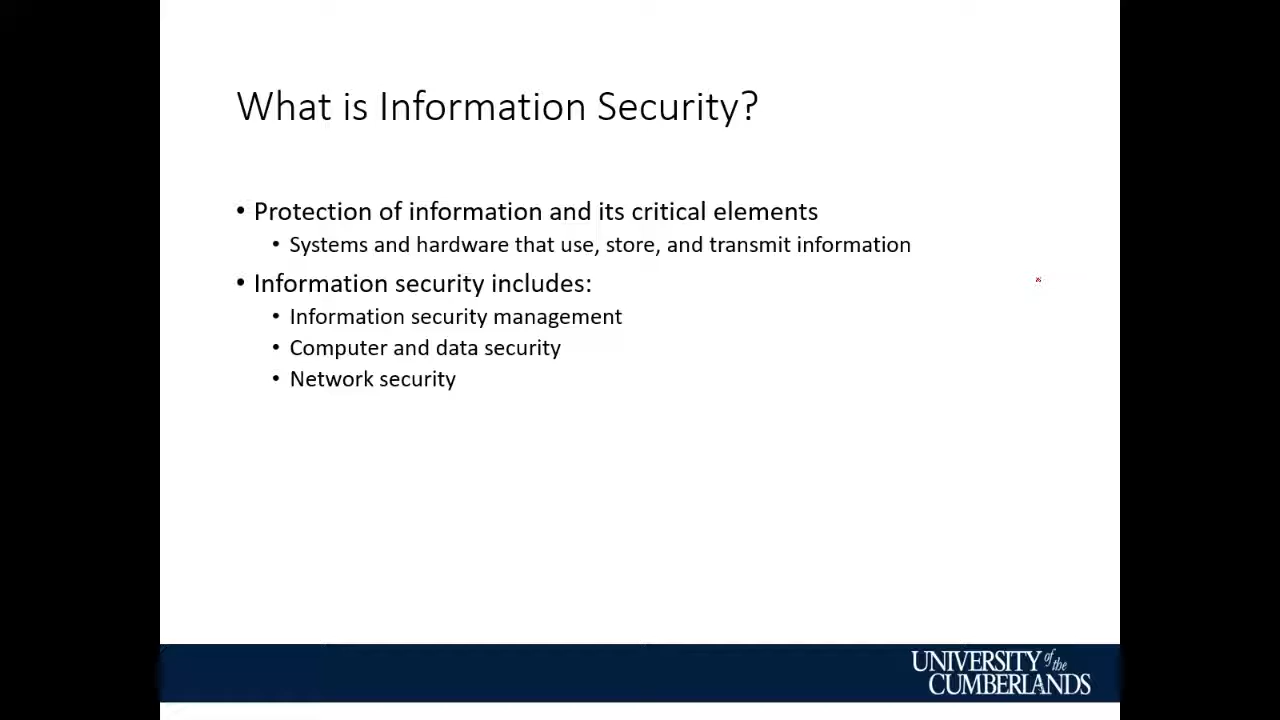 What is Information Security?
• Protection of information and its critical elements
• Systems and hardware that use, store, and transmit information
• Information security includes:
• Information security management
• Computer and data security
• Network security
UNIVERSITY of the
CUMBERLANDS